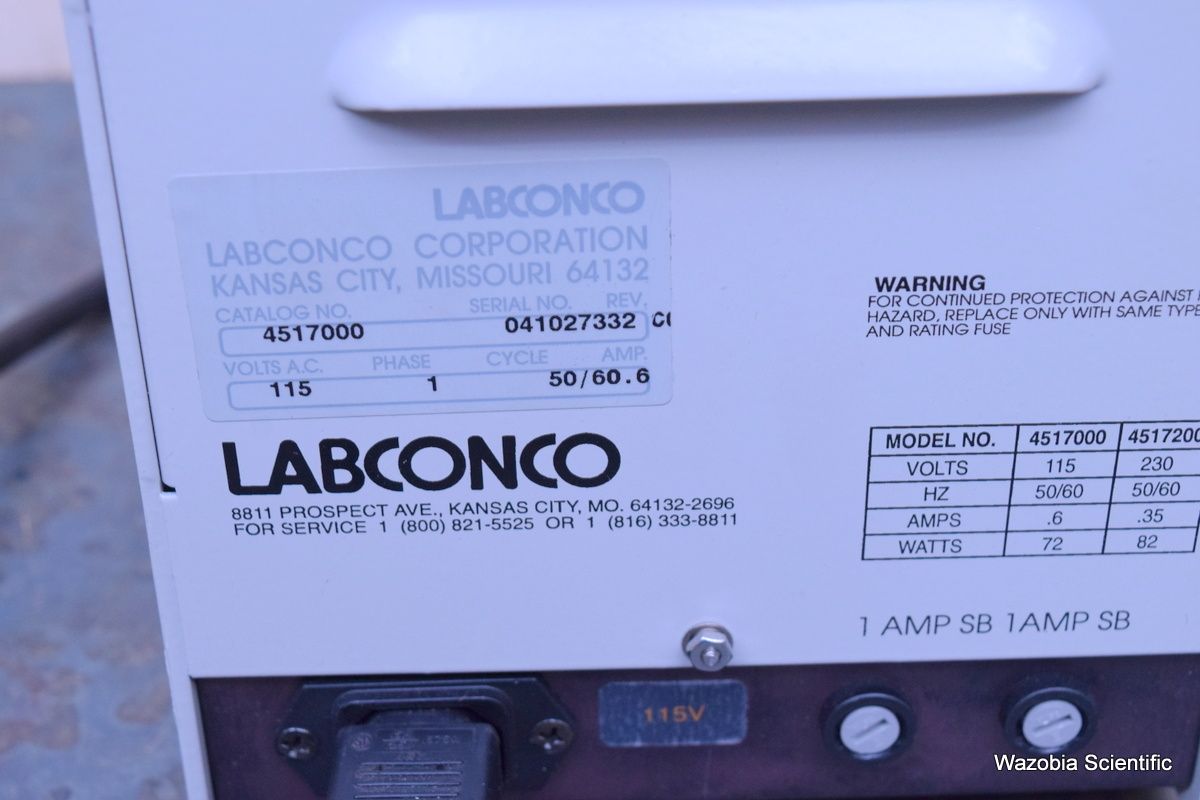 LABCONCO
LABCONCO CORPORATION
KANSAS CITY, MISSOURI 64132
CATALOG NO. SERIAL NO. REV.
4517000 041027332
VOLTS A.C. PHASE CYCLE AMP.
115 1 50/60.6
LABCONCO
8811 PROSPECT AVE., KANSAS CITY, MO. 64132-2696
FOR SERVICE 1 (800) 821-5525 OR 1 (816) 333-8811
WARNING
FOR CONTINUED PROTECTION AGAINST
HAZARD, REPLACE ONLY WITH SAME TYPE
AND RATING FUSE
MODEL NO. 4517000 4517200
VOLTS 115 230
HZ 50/60 50/60
AMPS .6 .35
WATTS 72 82
1 AMP SB 1AMP SB
115V
Wazobia Scientific